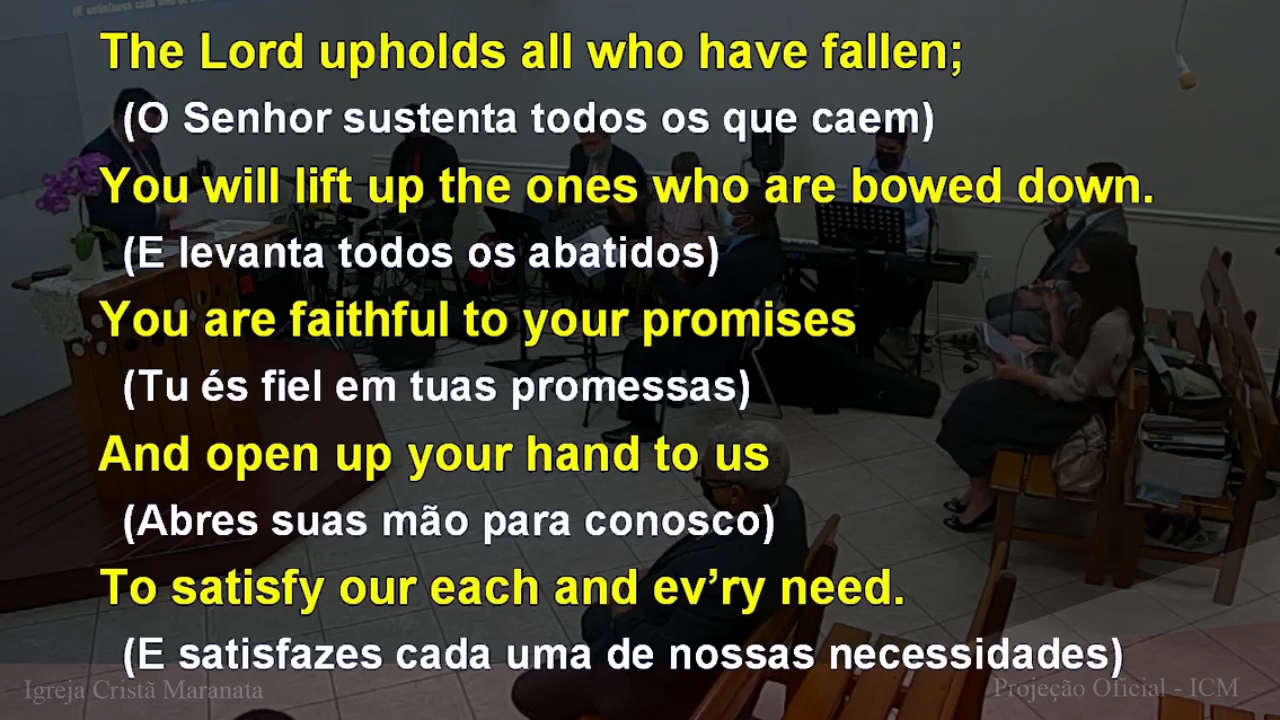 The Lord upholds all who have fallen;
(O Senhor sustenta todos os que caem)
You will lift up the ones who are bowed down.
(E levanta todos os abatidos)
You are faithful to your promises
(Tu és fiel em tuas promessas)
And open up your hand to us
(Abres suas mão para conosco)
To satisfy our each and ev’ry need.
(E satisfazes cada uma de nossas necessidades)
Igreja Cristã Maranata
Projeção Oficial - ICM